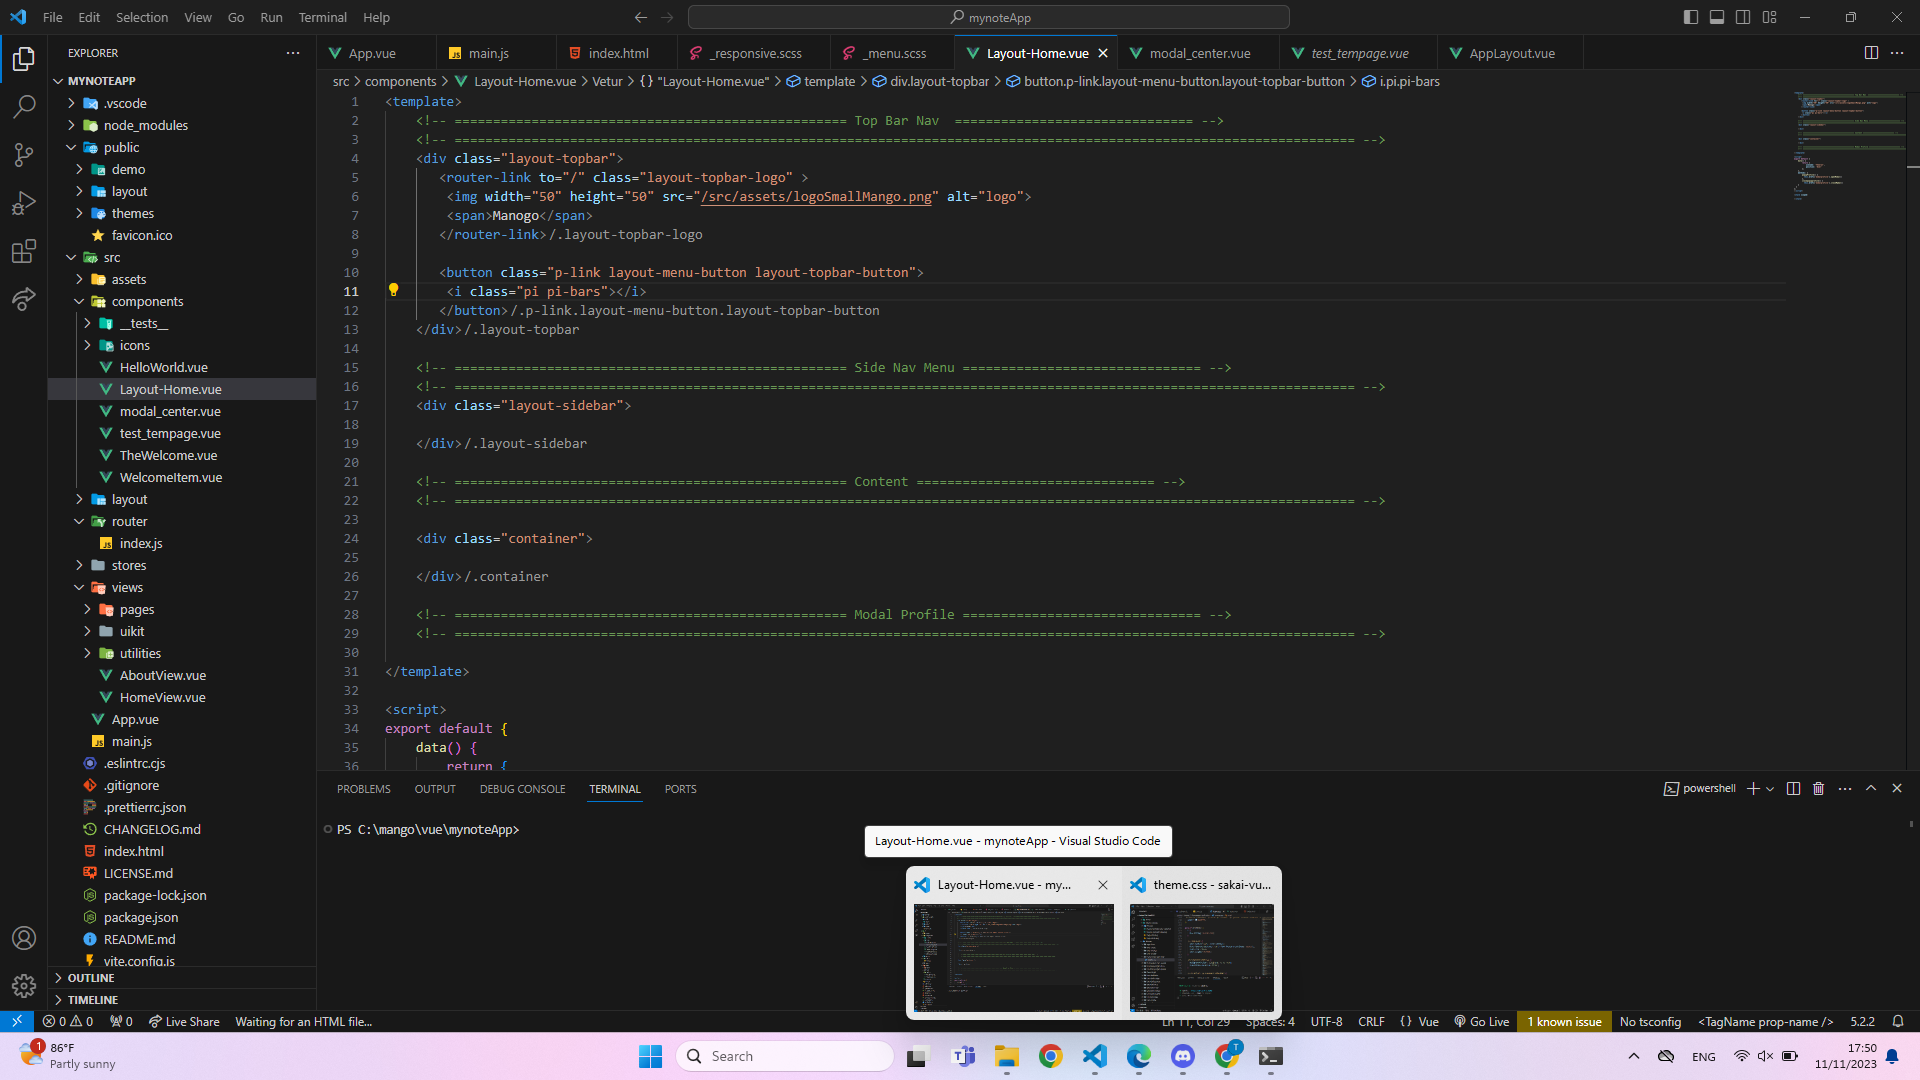 File Edit Selection View Go Run Terminal Help
mynoteApp
EXPLORER
MYNOTEAPP
.vscode
node_modules
public
demo
layout
themes
favicon.ico
src
assets
components
__tests__
icons
HelloWorld.vue
Layout-Home.vue
modal_center.vue
test_tempage.vue
TheWelcome.vue
WelcomeItem.vue
layout
router
index.js
stores
views
pages
uikit
utilities
AboutView.vue
HomeView.vue
App.vue
main.js
.eslintrc.cjs
.gitignore
.prettierrc.json
CHANGELOG.md
index.html
LICENSE.md
package-lock.json
package.json
README.md
vite.config.js
OUTLINE
TIMELINE
App.vue main.js index.html _responsive.scss _menu.scss Layout-Home.vue modal_center.vue test_tempage.vue AppLayout.vue
src > components > Layout-Home.vue > Vetur > {} "Layout-Home.vue" > template > div.layout-topbar > button.p-link.layout-menu-button.layout-topbar-button > i.pi.pi-bars
1 <template>
2 <!-- =================================================== Top Bar Nav =============================== -->
3 <!-- ===================================================================================================================== -->
4 <div class="layout-topbar">
5 <router-link to="/" class="layout-topbar-logo" >
6 <img width="50" height="50" src="/src/assets/logoSmallMango.png" alt="logo">
7 <span>Manogo</span>
8 </router-link>/.layout-topbar-logo
9
10 <button class="p-link layout-menu-button layout-topbar-button">
11 <i class="pi pi-bars"></i>
12 </button>/.p-link.layout-menu-button.layout-topbar-button
13 </div>/.layout-topbar
14
15 <!-- =================================================== Side Nav Menu =============================== -->
16 <!-- ===================================================================================================================== -->
17 <div class="layout-sidebar">
18
19 </div>/.layout-sidebar
20
21 <!-- =================================================== Content =============================== -->
22 <!-- ===================================================================================================================== -->
23
24 <div class="container">
25
26 </div>/.container
27
28 <!-- =================================================== Modal Profile =============================== -->
29 <!-- ===================================================================================================================== -->
30
31 </template>
32
33 <script>
34 export default {
35 data() {
36 return {
PROBLEMS OUTPUT DEBUG CONSOLE TERMINAL PORTS
powershell
PS C:\mango\vue\mynoteApp>
Layout-Home.vue - mynoteApp - Visual Studio Code
Layout-Home.vue - my...
theme.css - sakai-vu...
0 0 0 Live Share Waiting for an HTML file...
Ln 11, Col 29 Spaces: 4 UTF-8 CRLF {} Vue Go Live 1 known issue No tsconfig <TagName prop-name /> 5.2.2
1
86°F
Partly sunny
Search
T
ENG
17:50
11/11/2023